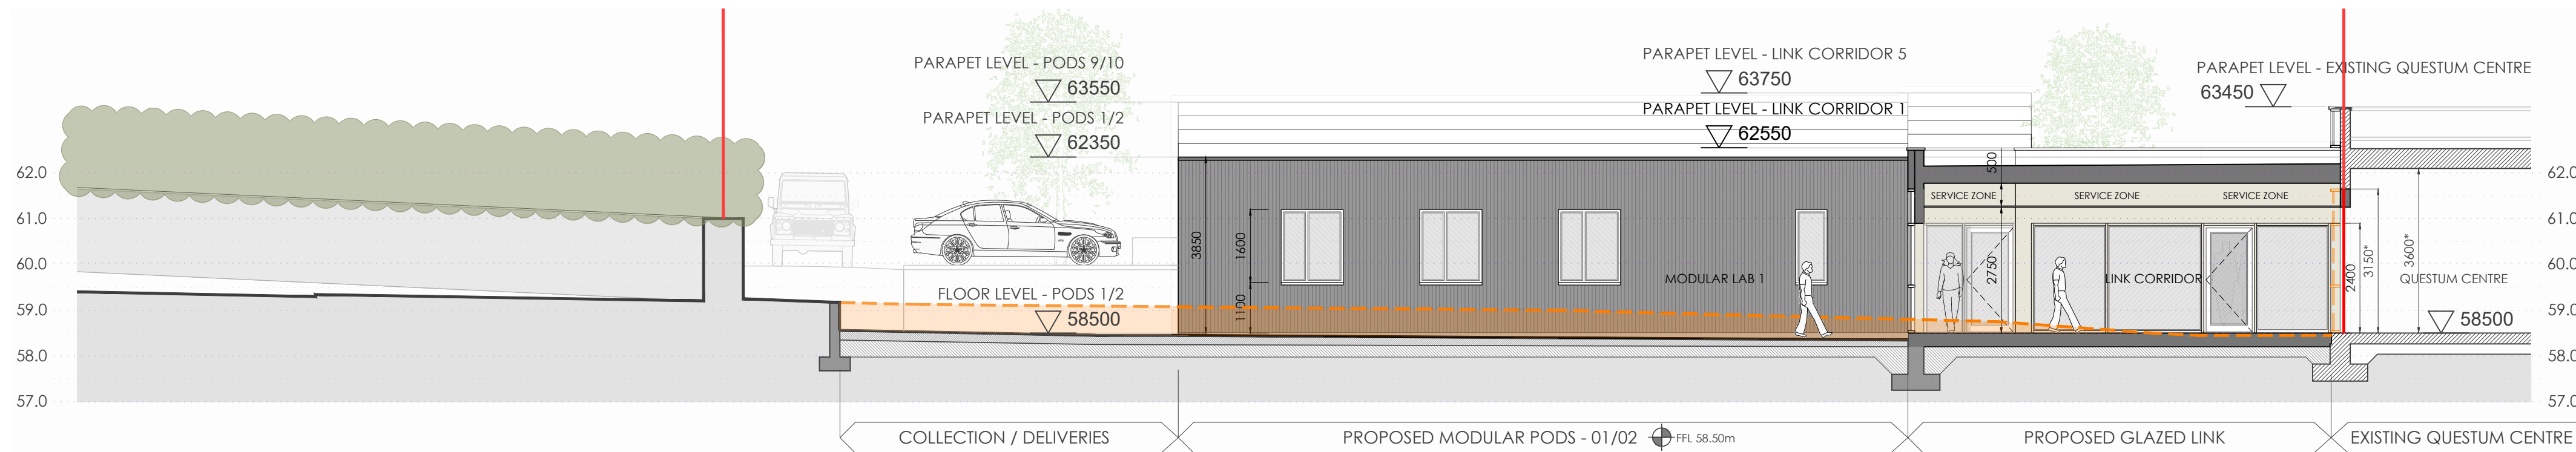 PARAPET LEVEL - LINK CORRIDOR 5
63750
PARAPET LEVEL - PODS 9/10
63550
PARAPET LEVEL - EXISTING QUESTUM CENTRE
63450
PARAPET LEVEL - LINK CORRIDOR 1
62550
PARAPET LEVEL - PODS 1/2
62350
62.0
61.0
60.0
59.0
58.0
57.0
FLOOR LEVEL - PODS 1/2
58500
3850
1600
1100
MODULAR LAB 1
500
SERVICE ZONE
SERVICE ZONE
SERVICE ZONE
2750
LINK CORRIDOR
2400
3150*
3600*
QUESTUM CENTRE
58500
62.0
61.0
60.0
59.0
58.0
57.0
COLLECTION / DELIVERIES
PROPOSED MODULAR PODS - 01/02
FFL 58.50m
PROPOSED GLAZED LINK
EXISTING QUESTUM CENTRE